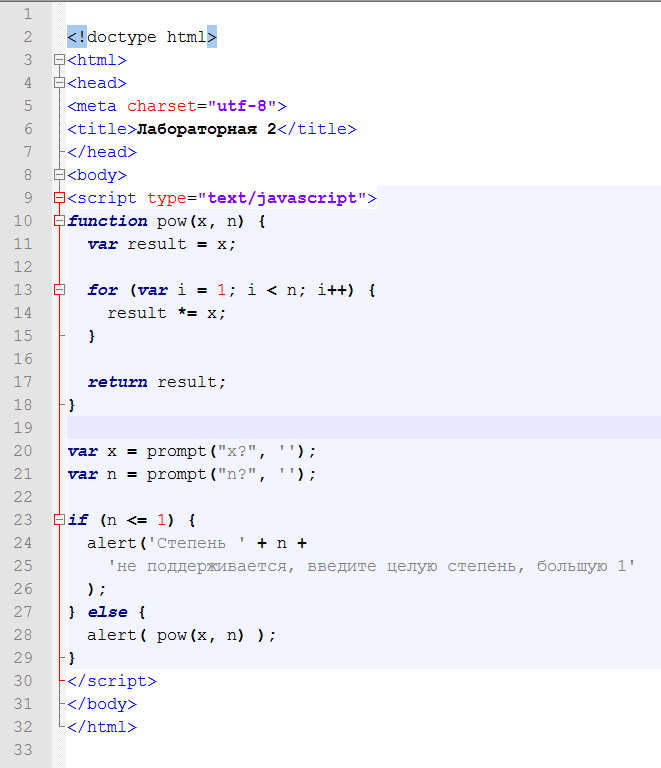 1
2 <!doctype html>
3 <html>
4 <head>
5 <meta charset="utf-8">
6 <title>Лабораторная 2</title>
7 </head>
8 <body>
9 <script type="text/javascript">
10 function pow(x, n) {
11   var result = x;
12
13   for (var i = 1; i < n; i++) {
14     result *= x;
15   }
16
17   return result;
18 }
19
20 var x = prompt("x?", '');
21 var n = prompt("n?", '');
22
23 if (n <= 1) {
24   alert('Степень ' + n +
25     'не поддерживается, введите целую степень, большую 1'
26   );
27 } else {
28   alert( pow(x, n) );
29 }
30 </script>
31 </body>
32 </html>
33